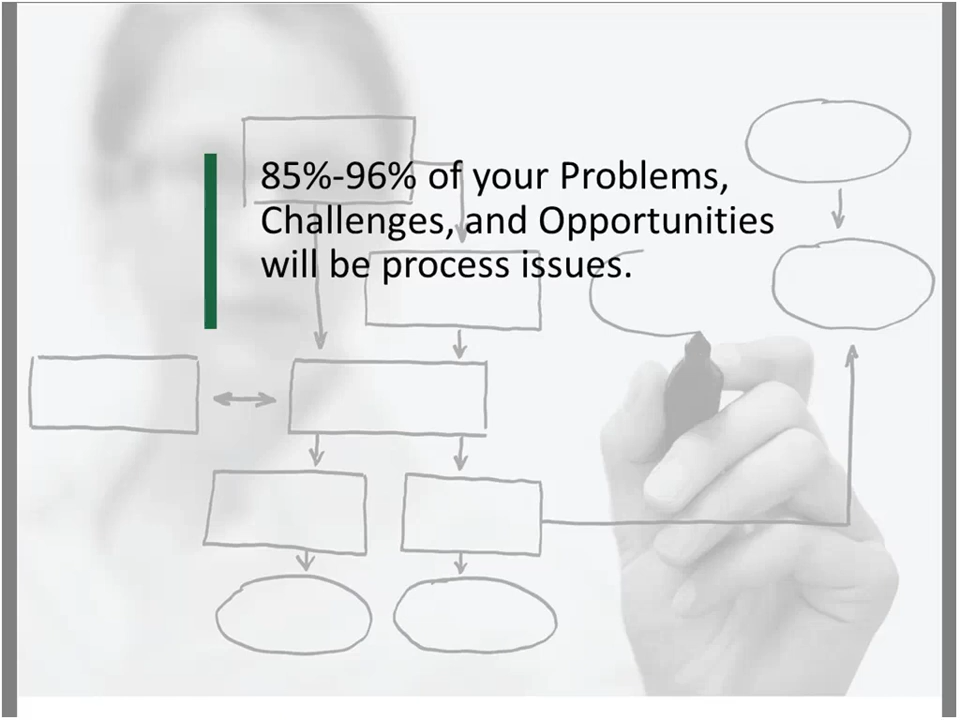 85%-96% of your Problems,
Challenges, and Opportunities
will be process issues.